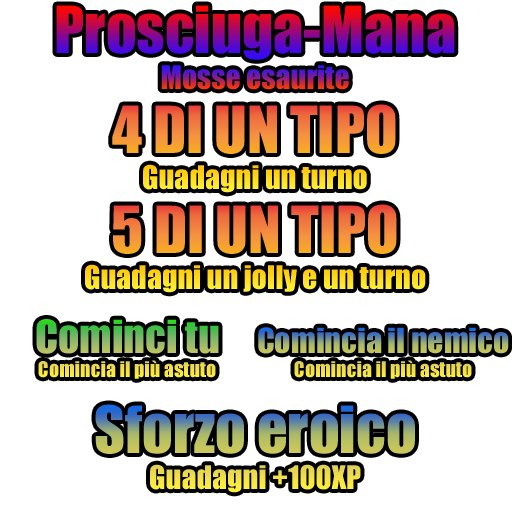 Prosciuga-Mana
Mosse esaurite
4 DI UN TIPO
Guadagni un turno
5 DI UN TIPO
Guadagni un jolly e un turno
Cominci tu
Comincia il più astuto
Comincia il nemico
Comincia il più astuto
Sforzo eroico
Guadagni +100XP